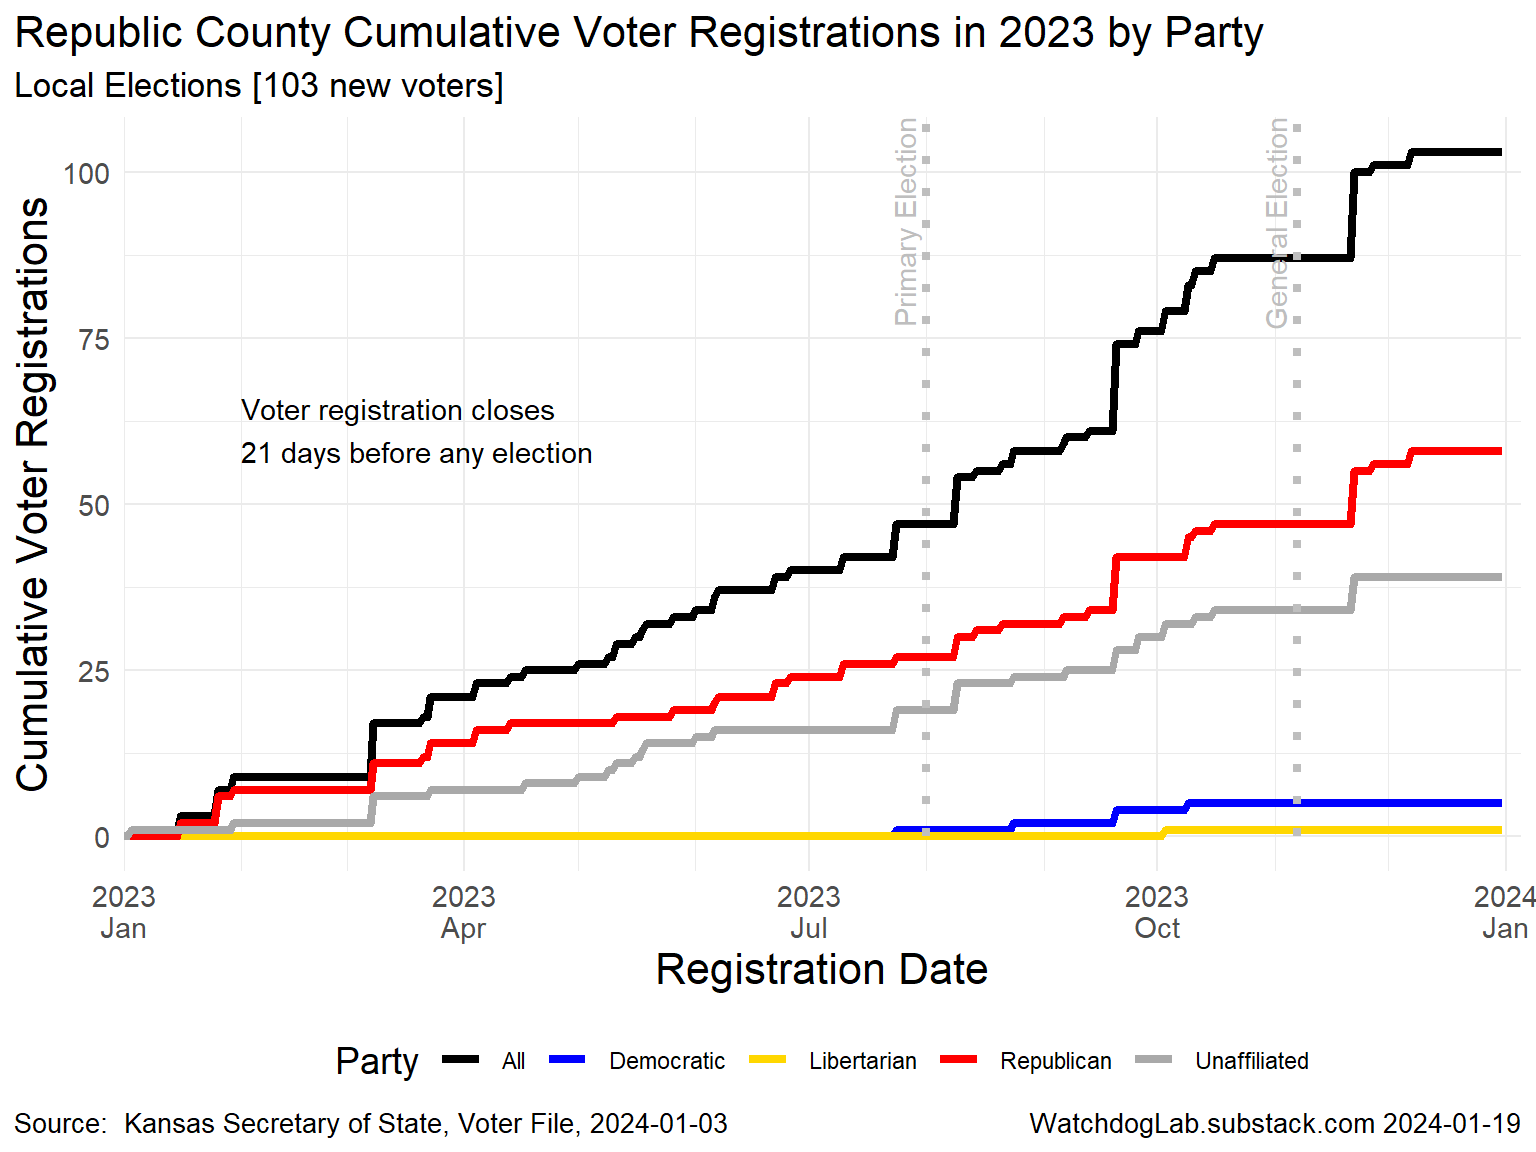 Republic County Cumulative Voter Registrations in 2023 by Party
Local Elections [103 new voters]
Cumulative Voter Registrations
100
75
50
25
0
Primary Election
General Election
Voter registration closes
21 days before any election
2023
Jan
2023
Apr
2023
Jul
2023
Oct
2024
Jan
Registration Date
Party All Democratic Libertarian Republican Unaffiliated
Source:  Kansas Secretary of State, Voter File, 2024-01-03
WatchdogLab.substack.com 2024-01-19